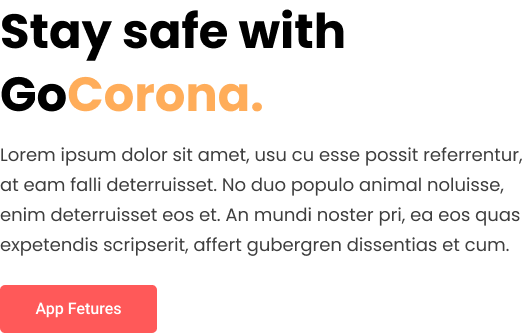 Stay safe with
GoCorona.
Lorem ipsum dolor sit amet, usu cu esse possit referrentur,
at eam falli deterruisset. No duo populo animal noluisse,
enim deterruisset eos et. An mundi noster pri, ea eos quas
expetendis scripserit, affert gubergren dissentias et cum.
App Fetures